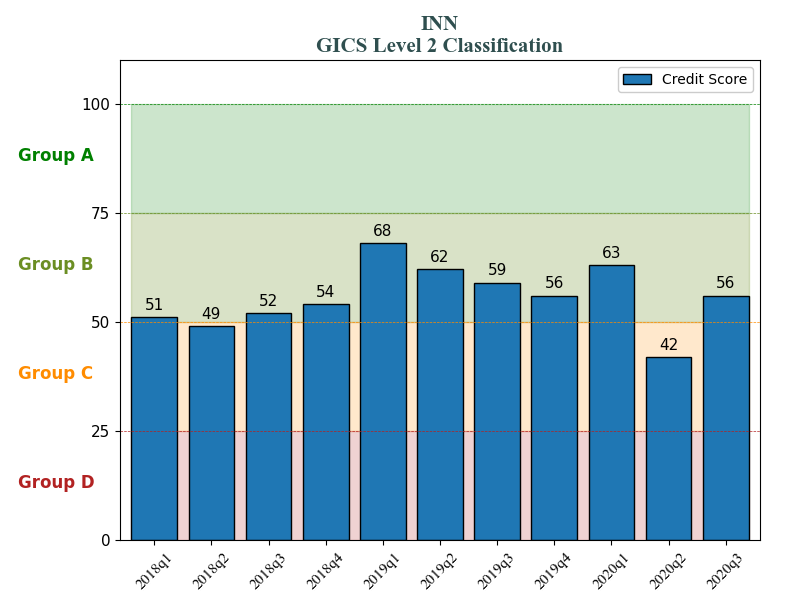 INN
GICS Level 2 Classification
Credit Score
100
Group A
75
68
63
62
Group B
59
56
56
54
52
51
49
50
42
Group C
25
Group D
0
2018q1 2018q2 2018q3 2018q4 2019q1 2019q2 2019q3 2019q4 2020q1 2020q2 2020q3